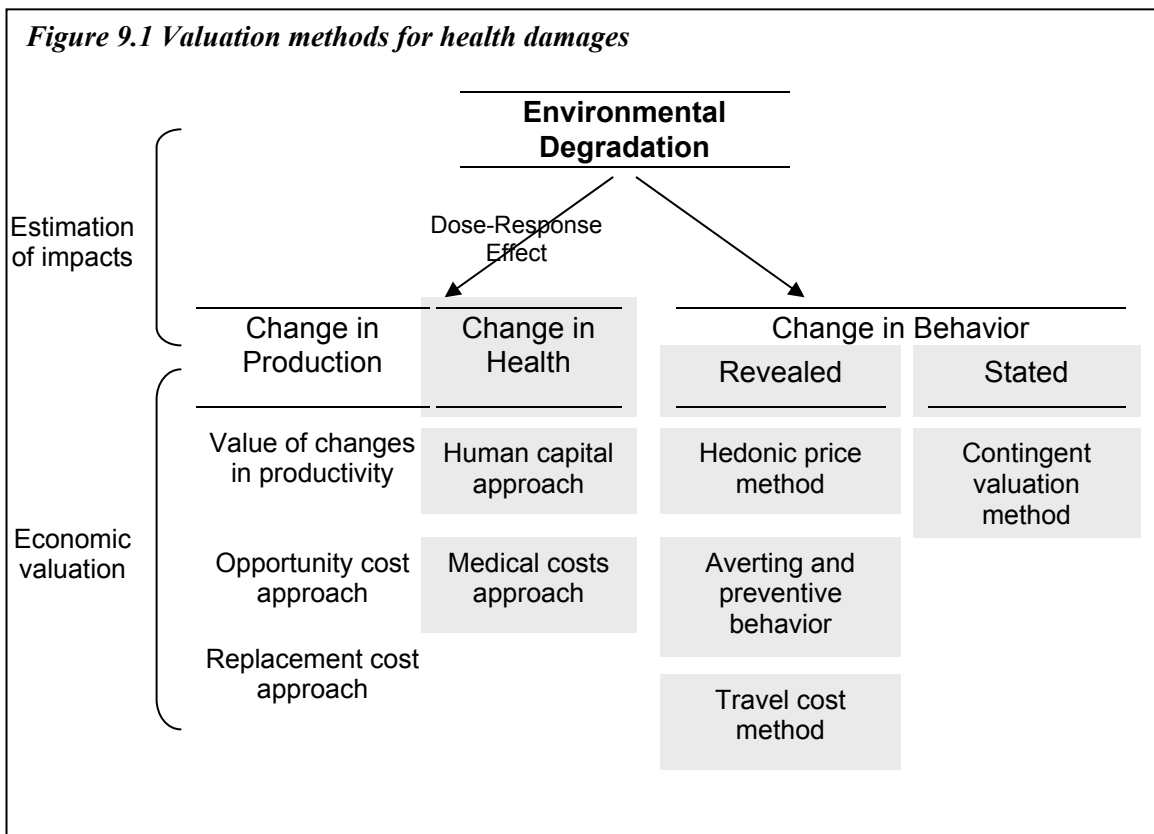 Figure 9.1 Valuation methods for health damages
Environmental
Degradation
Dose-Response
Effect
Estimation
of impacts
Change in
Production
Change in
Health
Change in Behavior
Revealed
Stated
Economic
valuation
Value of changes
in productivity
Human capital
approach
Hedonic price
method
Contingent
valuation
method
Opportunity cost
approach
Medical costs
approach
Averting and
preventive
behavior
Replacement cost
approach
Travel cost
method